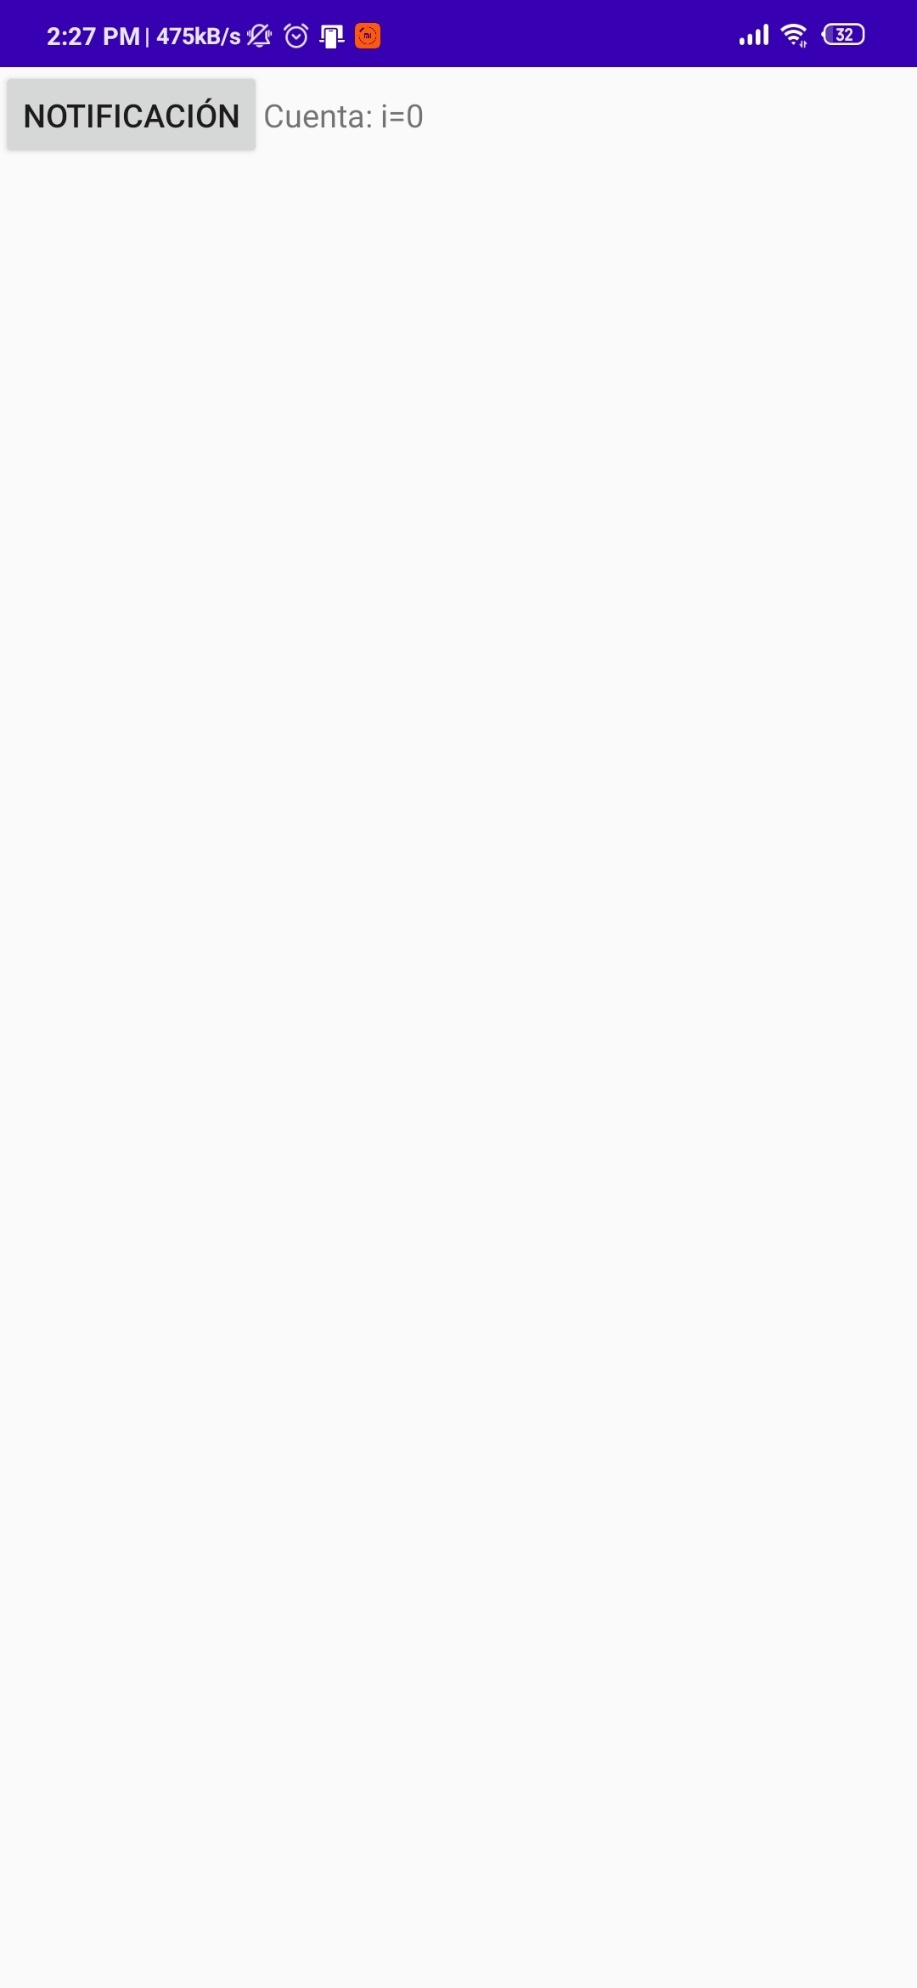 2:27 PM | 475kB/s 32
NOTIFICACIÓN Cuenta: i=0